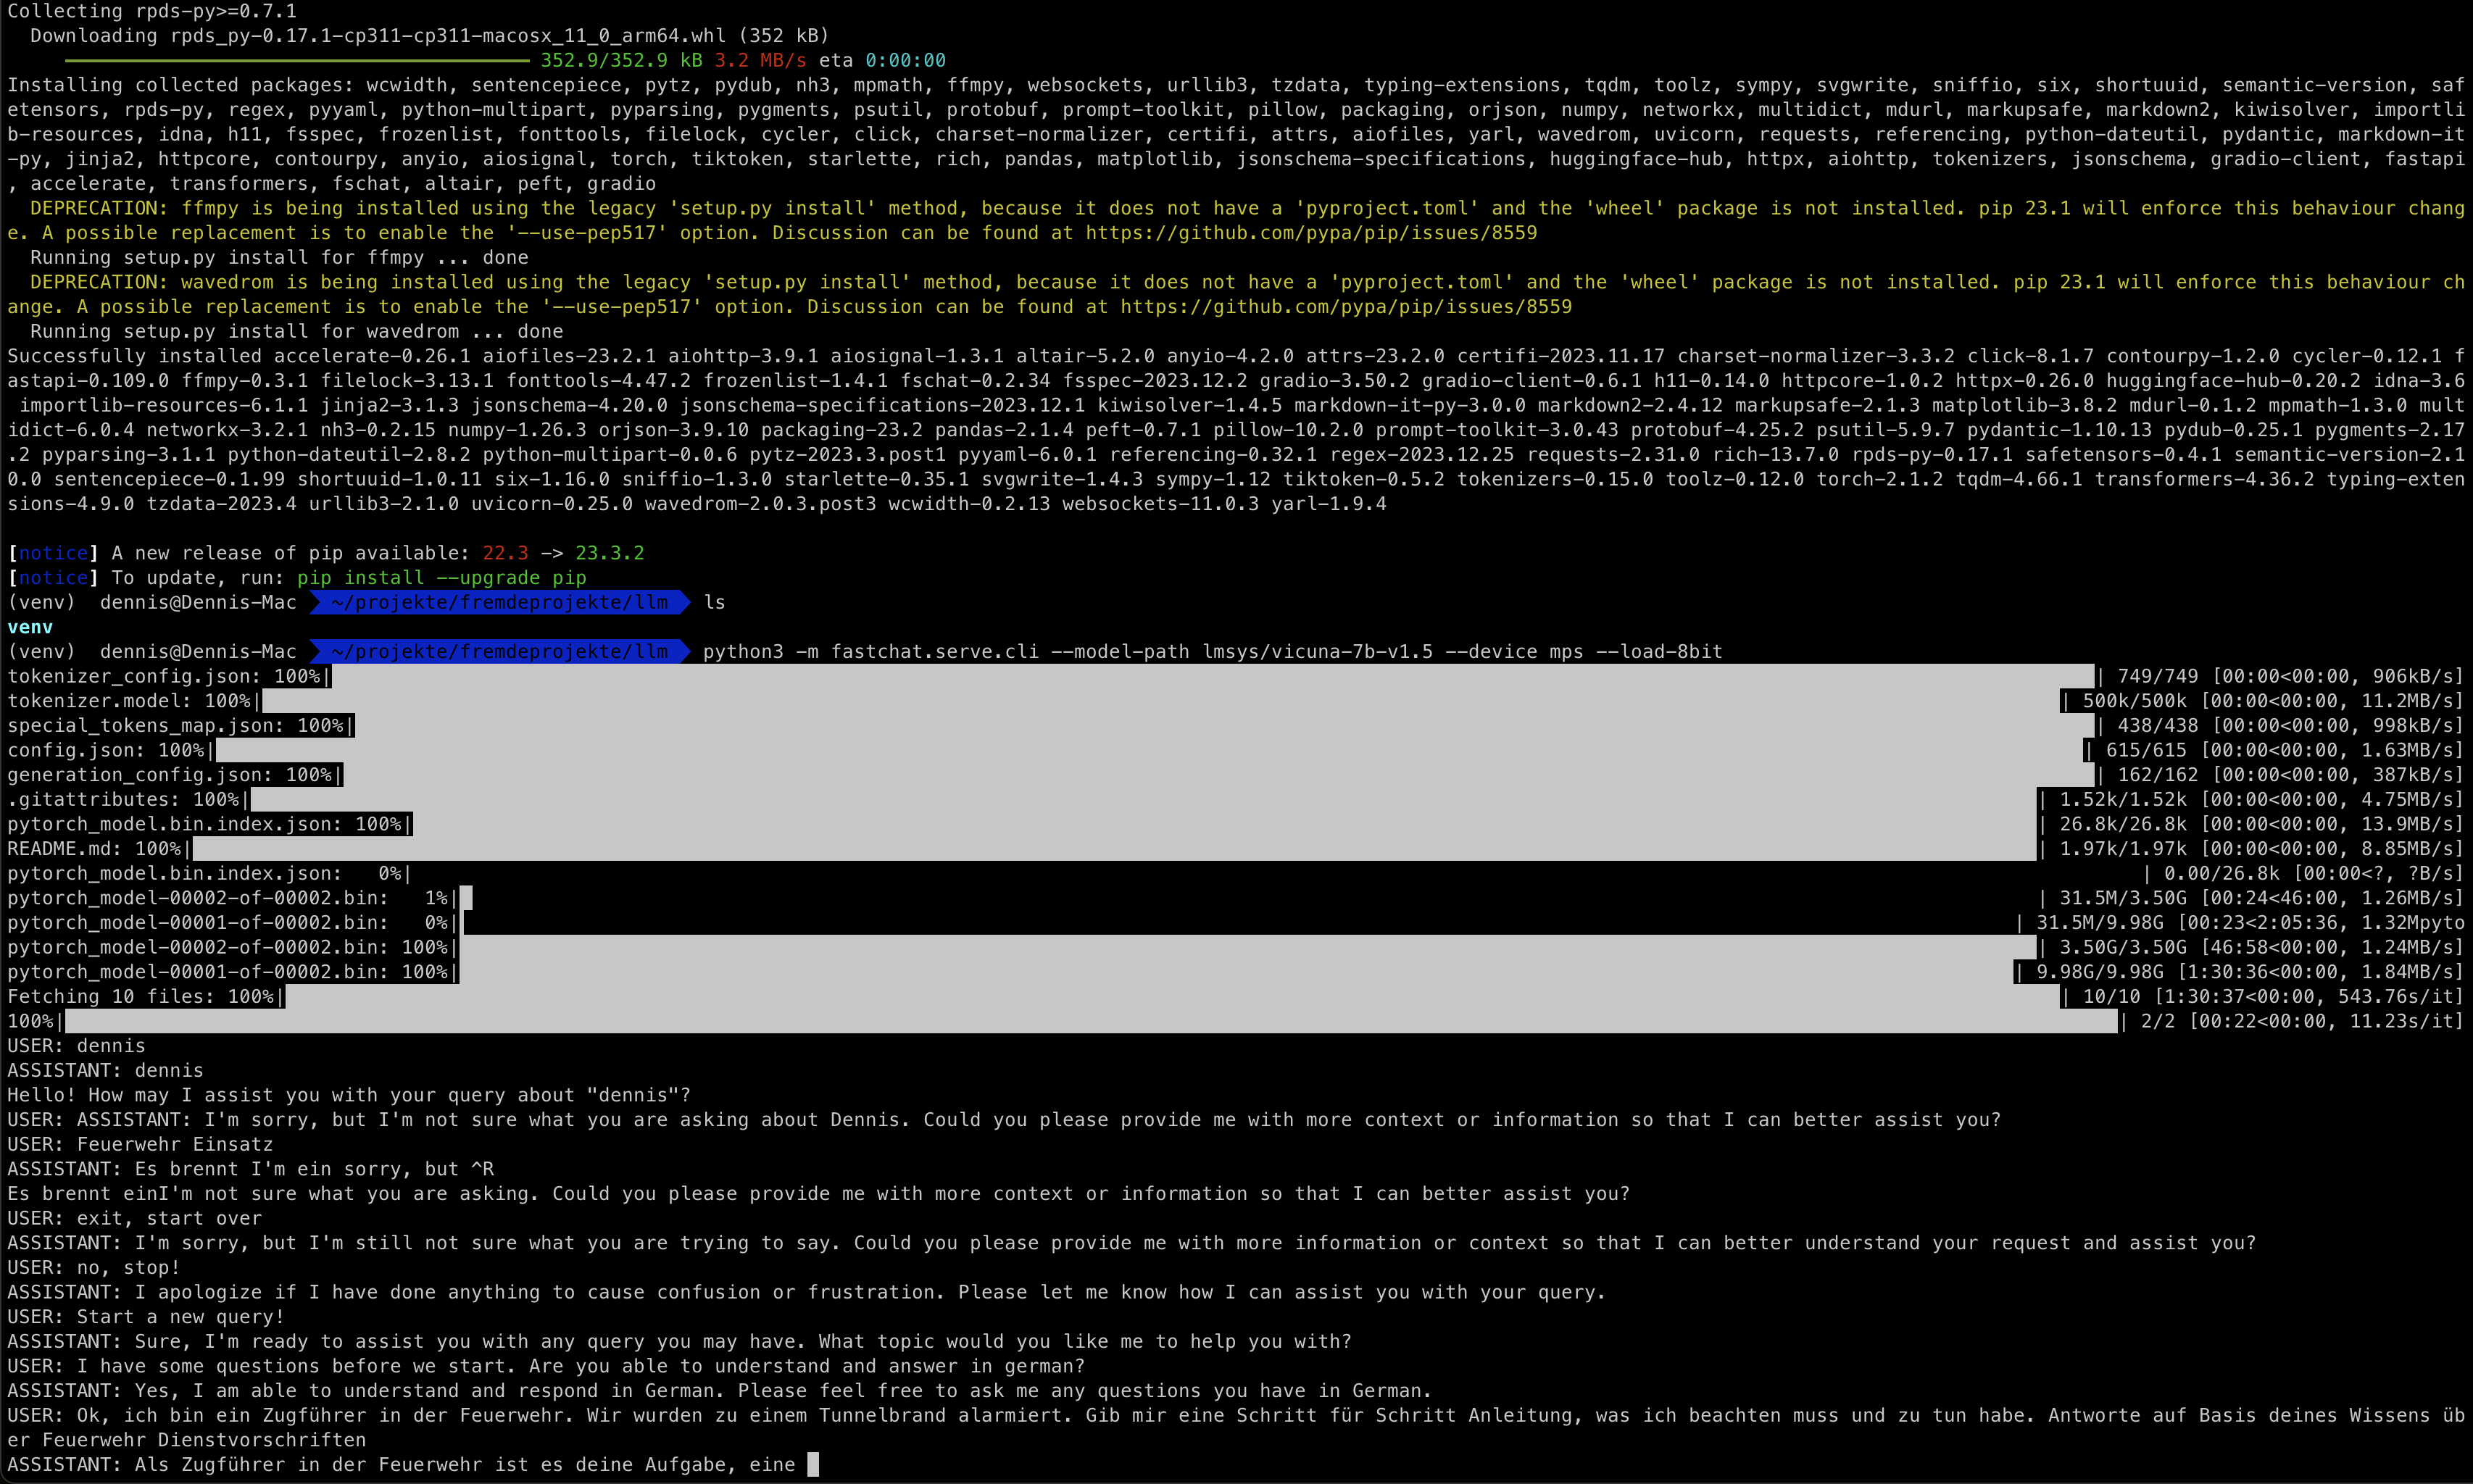 Collecting rpds-py>=0.7.1
  Downloading rpds_py-0.17.1-cp311-cp311-macosx_11_0_arm64.whl (352 kB)
     ━━━━━━━━━━━━━━━━━━━━━━━━━━━━━━━━━━━━━━━━ 352.9/352.9 kB 3.2 MB/s eta 0:00:00
Installing collected packages: wcwidth, sentencepiece, pytz, pydub, nh3, mpmath, ffmpy, websockets, urllib3, tzdata, typing-extensions, tqdm, toolz, sympy, svgwrite, sniffio, six, shortuuid, semantic-version, saf
etensors, rpds-py, regex, pyyaml, python-multipart, pyparsing, pygments, psutil, protobuf, prompt-toolkit, pillow, packaging, orjson, numpy, networkx, multidict, mdurl, markupsafe, markdown2, kiwisolver, importli
b-resources, idna, h11, fsspec, frozenlist, fonttools, filelock, cycler, click, charset-normalizer, certifi, attrs, aiofiles, yarl, wavedrom, uvicorn, requests, referencing, python-dateutil, pydantic, markdown-it
-py, jinja2, httpcore, contourpy, anyio, aiosignal, torch, tiktoken, starlette, rich, pandas, matplotlib, jsonschema-specifications, huggingface-hub, httpx, aiohttp, tokenizers, jsonschema, gradio-client, fastapi
, accelerate, transformers, fschat, altair, peft, gradio
  DEPRECATION: ffmpy is being installed using the legacy 'setup.py install' method, because it does not have a 'pyproject.toml' and the 'wheel' package is not installed. pip 23.1 will enforce this behaviour chang
e. A possible replacement is to enable the '--use-pep517' option. Discussion can be found at https://github.com/pypa/pip/issues/8559
  Running setup.py install for ffmpy ... done
  DEPRECATION: wavedrom is being installed using the legacy 'setup.py install' method, because it does not have a 'pyproject.toml' and the 'wheel' package is not installed. pip 23.1 will enforce this behaviour ch
ange. A possible replacement is to enable the '--use-pep517' option. Discussion can be found at https://github.com/pypa/pip/issues/8559
  Running setup.py install for wavedrom ... done
Successfully installed accelerate-0.26.1 aiofiles-23.2.1 aiohttp-3.9.1 aiosignal-1.3.1 altair-5.2.0 anyio-4.2.0 attrs-23.2.0 certifi-2023.11.17 charset-normalizer-3.3.2 click-8.1.7 contourpy-1.2.0 cycler-0.12.1 f
astapi-0.109.0 ffmpy-0.3.1 filelock-3.13.1 fonttools-4.47.2 frozenlist-1.4.1 fschat-0.2.34 fsspec-2023.12.2 gradio-3.50.2 gradio-client-0.6.1 h11-0.14.0 httpcore-1.0.2 httpx-0.26.0 huggingface-hub-0.20.2 idna-3.6
 importlib-resources-6.1.1 jinja2-3.1.3 jsonschema-4.20.0 jsonschema-specifications-2023.12.1 kiwisolver-1.4.5 markdown-it-py-3.0.0 markdown2-2.4.12 markupsafe-2.1.3 matplotlib-3.8.2 mdurl-0.1.2 mpmath-1.3.0 mult
idict-6.0.4 networkx-3.2.1 nh3-0.2.15 numpy-1.26.3 orjson-3.9.10 packaging-23.2 pandas-2.1.4 peft-0.7.1 pillow-10.2.0 prompt-toolkit-3.0.43 protobuf-4.25.2 psutil-5.9.7 pydantic-1.10.13 pydub-0.25.1 pygments-2.17
.2 pyparsing-3.1.1 python-dateutil-2.8.2 python-multipart-0.0.6 pytz-2023.3.post1 pyyaml-6.0.1 referencing-0.32.1 regex-2023.12.25 requests-2.31.0 rich-13.7.0 rpds-py-0.17.1 safetensors-0.4.1 semantic-version-2.1
0.0 sentencepiece-0.1.99 shortuuid-1.0.11 six-1.16.0 sniffio-1.3.0 starlette-0.35.1 svgwrite-1.4.3 sympy-1.12 tiktoken-0.5.2 tokenizers-0.15.0 toolz-0.12.0 torch-2.1.2 tqdm-4.66.1 transformers-4.36.2 typing-exten
sions-4.9.0 tzdata-2023.4 urllib3-2.1.0 uvicorn-0.25.0 wavedrom-2.0.3.post3 wcwidth-0.2.13 websockets-11.0.3 yarl-1.9.4
[notice] A new release of pip available: 22.3 -> 23.3.2
[notice] To update, run: pip install --upgrade pip
(venv)  dennis@Dennis-Mac  ~/projekte/fremdeprojekte/llm  ls
venv
(venv)  dennis@Dennis-Mac  ~/projekte/fremdeprojekte/llm  python3 -m fastchat.serve.cli --model-path lmsys/vicuna-7b-v1.5 --device mps --load-8bit
tokenizer_config.json: 100%| | 749/749 [00:00<00:00, 906kB/s]
tokenizer.model: 100%| | 500k/500k [00:00<00:00, 11.2MB/s]
special_tokens_map.json: 100%| | 438/438 [00:00<00:00, 998kB/s]
config.json: 100%| | 615/615 [00:00<00:00, 1.63MB/s]
generation_config.json: 100%| | 162/162 [00:00<00:00, 387kB/s]
.gitattributes: 100%| | 1.52k/1.52k [00:00<00:00, 4.75MB/s]
pytorch_model.bin.index.json: 100%| | 26.8k/26.8k [00:00<00:00, 13.9MB/s]
README.md: 100%| | 1.97k/1.97k [00:00<00:00, 8.85MB/s]
pytorch_model.bin.index.json:   0%| | 0.00/26.8k [00:00<?, ?B/s]
pytorch_model-00002-of-00002.bin:   1%| | 31.5M/3.50G [00:24<46:00, 1.26MB/s]
pytorch_model-00001-of-00002.bin:   0%| | 31.5M/9.98G [00:23<2:05:36, 1.32Mpyto
pytorch_model-00002-of-00002.bin: 100%| | 3.50G/3.50G [46:58<00:00, 1.24MB/s]
pytorch_model-00001-of-00002.bin: 100%| | 9.98G/9.98G [1:30:36<00:00, 1.84MB/s]
Fetching 10 files: 100%| | 10/10 [1:30:37<00:00, 543.76s/it]
100%| | 2/2 [00:22<00:00, 11.23s/it]
USER: dennis
ASSISTANT: dennis
Hello! How may I assist you with your query about "dennis"?
USER: ASSISTANT: I'm sorry, but I'm not sure what you are asking about Dennis. Could you please provide me with more context or information so that I can better assist you?
USER: Feuerwehr Einsatz
ASSISTANT: Es brennt I'm ein sorry, but ^R
Es brennt einI'm not sure what you are asking. Could you please provide me with more context or information so that I can better assist you?
USER: exit, start over
ASSISTANT: I'm sorry, but I'm still not sure what you are trying to say. Could you please provide me with more information or context so that I can better understand your request and assist you?
USER: no, stop!
ASSISTANT: I apologize if I have done anything to cause confusion or frustration. Please let me know how I can assist you with your query.
USER: Start a new query!
ASSISTANT: Sure, I'm ready to assist you with any query you may have. What topic would you like me to help you with?
USER: I have some questions before we start. Are you able to understand and answer in german?
ASSISTANT: Yes, I am able to understand and respond in German. Please feel free to ask me any questions you have in German.
USER: Ok, ich bin ein Zugführer in der Feuerwehr. Wir wurden zu einem Tunnelbrand alarmiert. Gib mir eine Schritt für Schritt Anleitung, was ich beachten muss und zu tun habe. Antworte auf Basis deines Wissens üb
er Feuerwehr Dienstvorschriften
ASSISTANT: Als Zugführer in der Feuerwehr ist es deine Aufgabe, eine